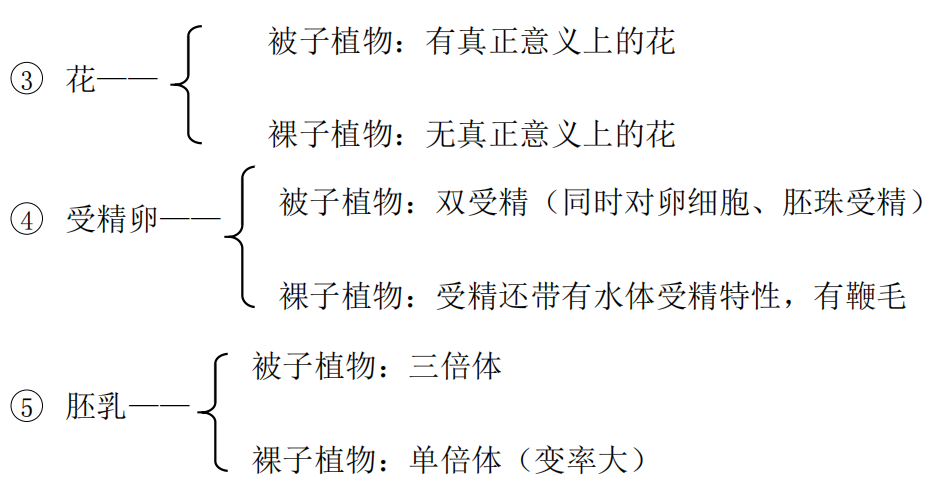 被子植物：有真正意义上的花
③ 花——
裸子植物：无真正意义上的花
被子植物：双受精（同时对卵细胞、胚珠受精）
④ 受精卵——
裸子植物：受精还带有水体受精特性，有鞭毛
被子植物：三倍体
⑤ 胚乳——
裸子植物：单倍体（变率大）